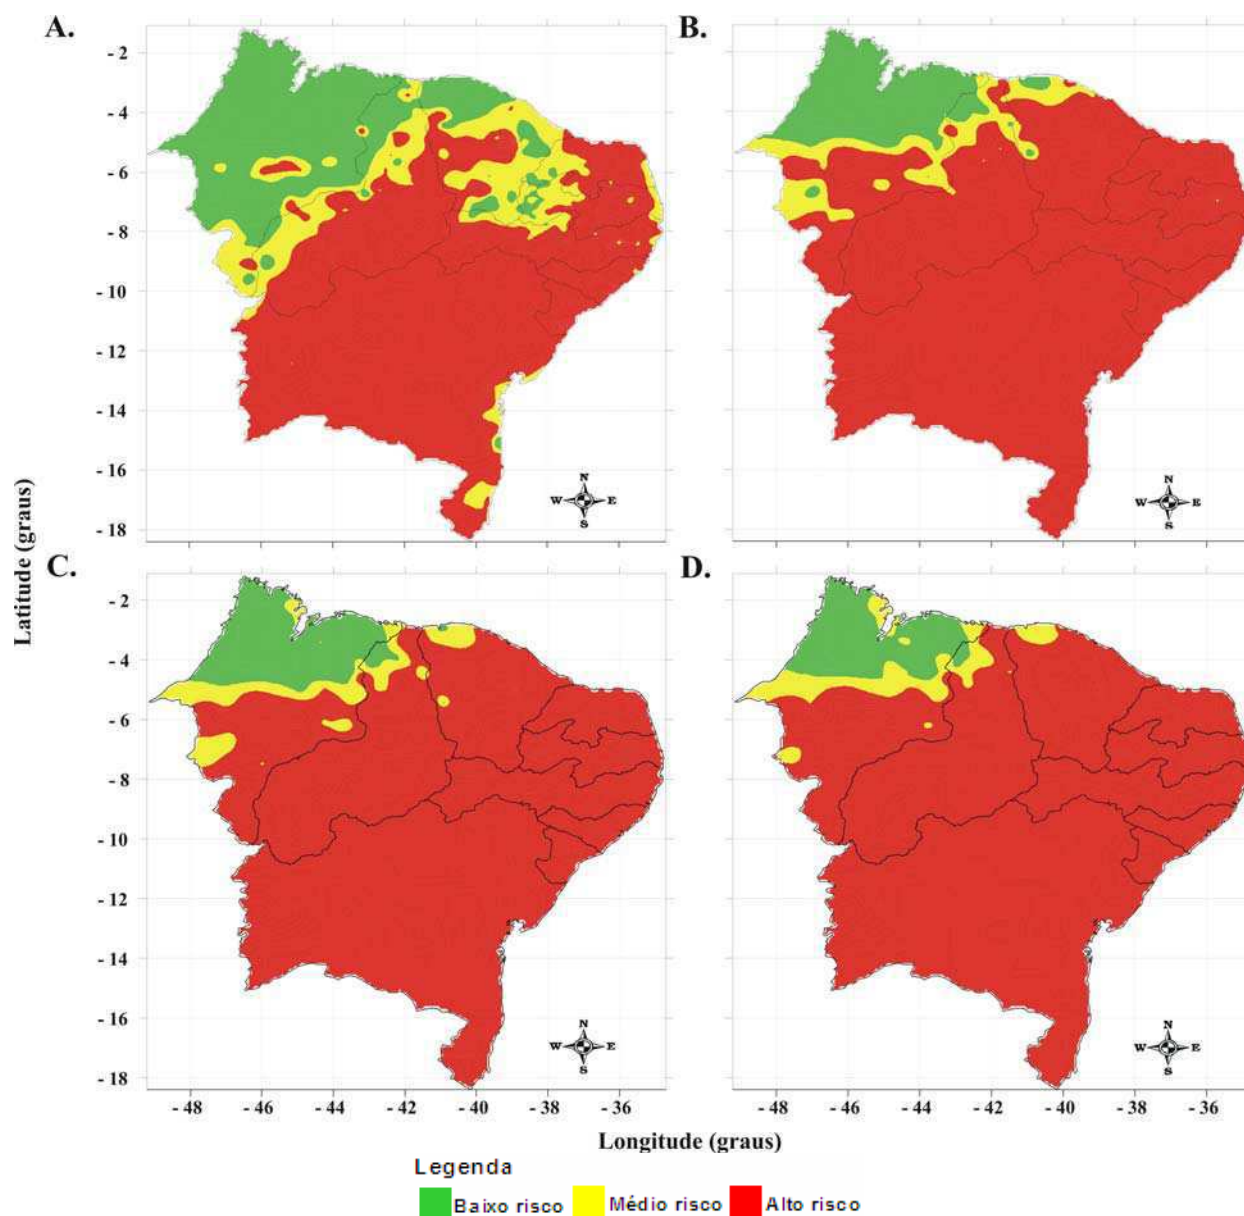 A.
B.
- 2
- 4
- 6
- 8
- 10
- 12
- 14
- 16
- 18
N
W E
S
N
W E
S
Latitude (graus)
C.
D.
- 2
- 4
- 6
- 8
- 10
- 12
- 14
- 16
- 18
N
W E
S
N
W E
S
- 48 - 46 - 44 - 42 - 40 - 38 - 36
- 48 - 46 - 44 - 42 - 40 - 38 - 36
Longitude (graus)
Legenda
Baixo risco Médio risco Alto risco